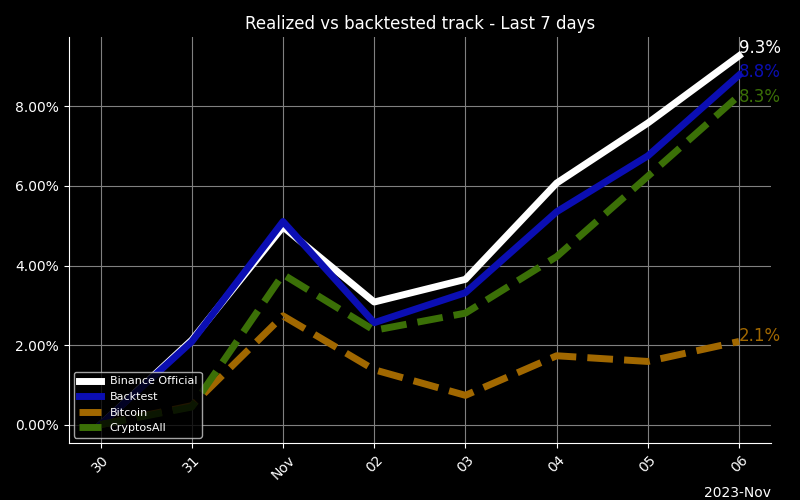 Realized vs backtested track - Last 7 days
9.3%
8.8%
8.3%
2.1%
8.00%
6.00%
4.00%
2.00%
0.00%
Binance Official
Backtest
Bitcoin
CryptosAll
30
31
Nov
02
03
04
05
06
2023-Nov